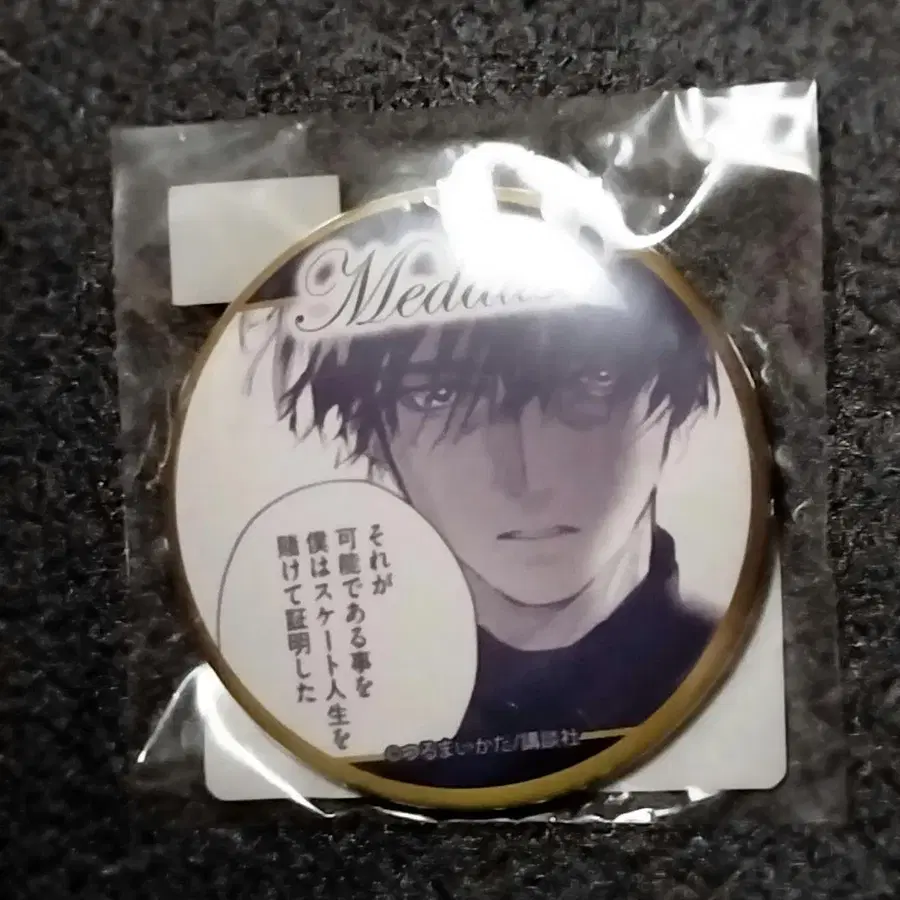 それが
可能である事を
僕はスケート人生を
賭けて証明した
©つるまいかだ/講談社